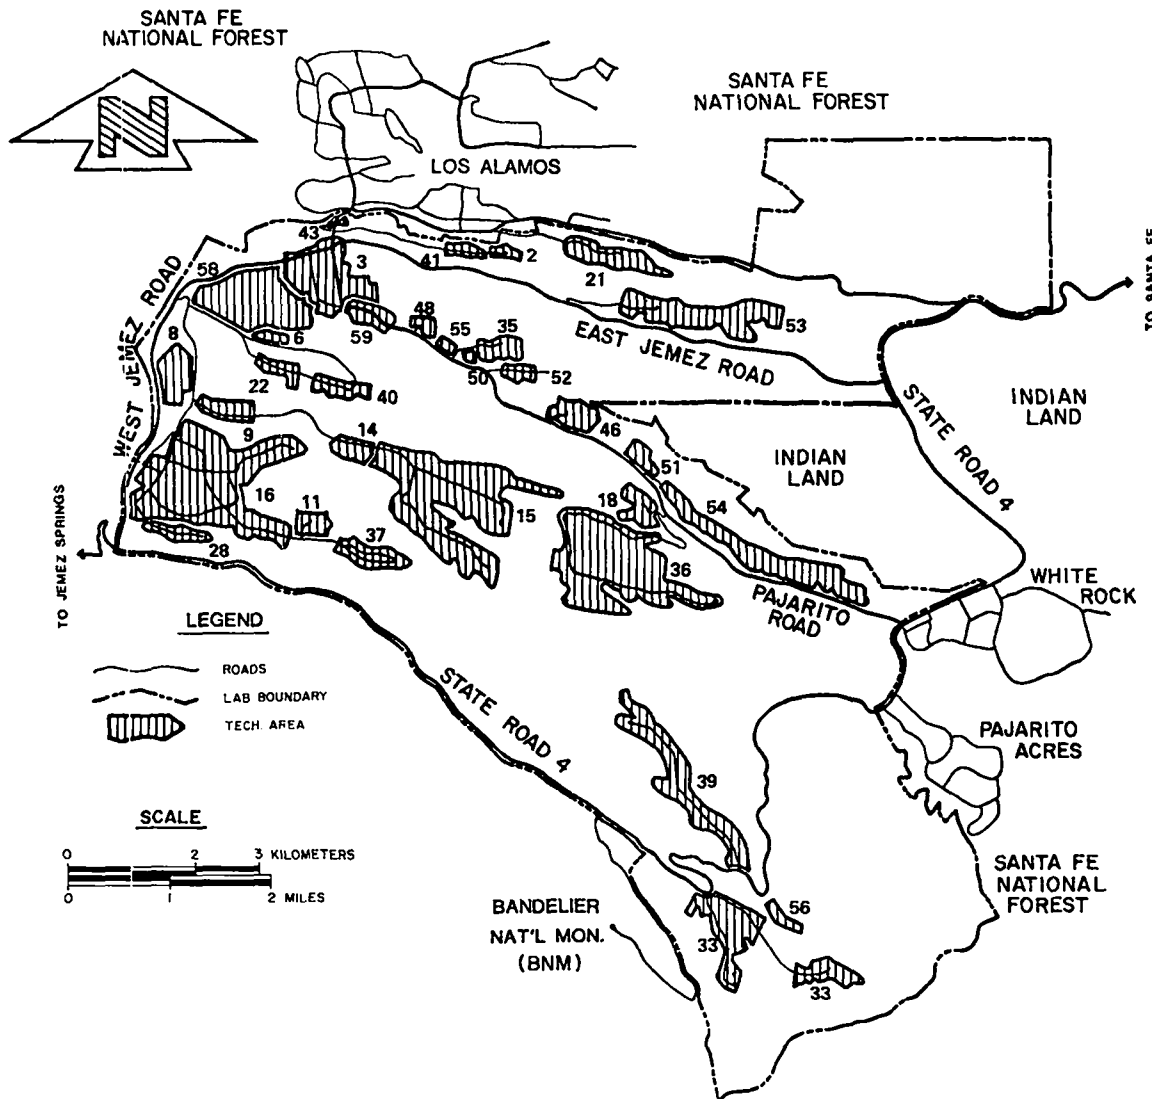 SANTA FE
NATIONAL FOREST
N
SANTA FE
NATIONAL FOREST
LOS ALAMOS
43
58
3
41
2
21
TO SANTA FE
WEST JEMEZ ROAD
8
6
59
48
55
35
53
EAST JEMEZ ROAD
22
40
50
52
STATE ROAD 4
INDIAN
LAND
9
14
46
INDIAN
LAND
51
16
11
15
18
54
TO JEMEZ SPRINGS
28
37
36
PAJARITO
ROAD
WHITE
ROCK
LEGEND
ROADS
LAB BOUNDARY
TECH. AREA
STATE ROAD 4
PAJARITO
ACRES
39
SCALE
0 2 3 KILOMETERS
0 1 2 MILES
SANTA FE
NATIONAL
FOREST
BANDELIER
NAT'L MON.
(BNM)
33
56
33